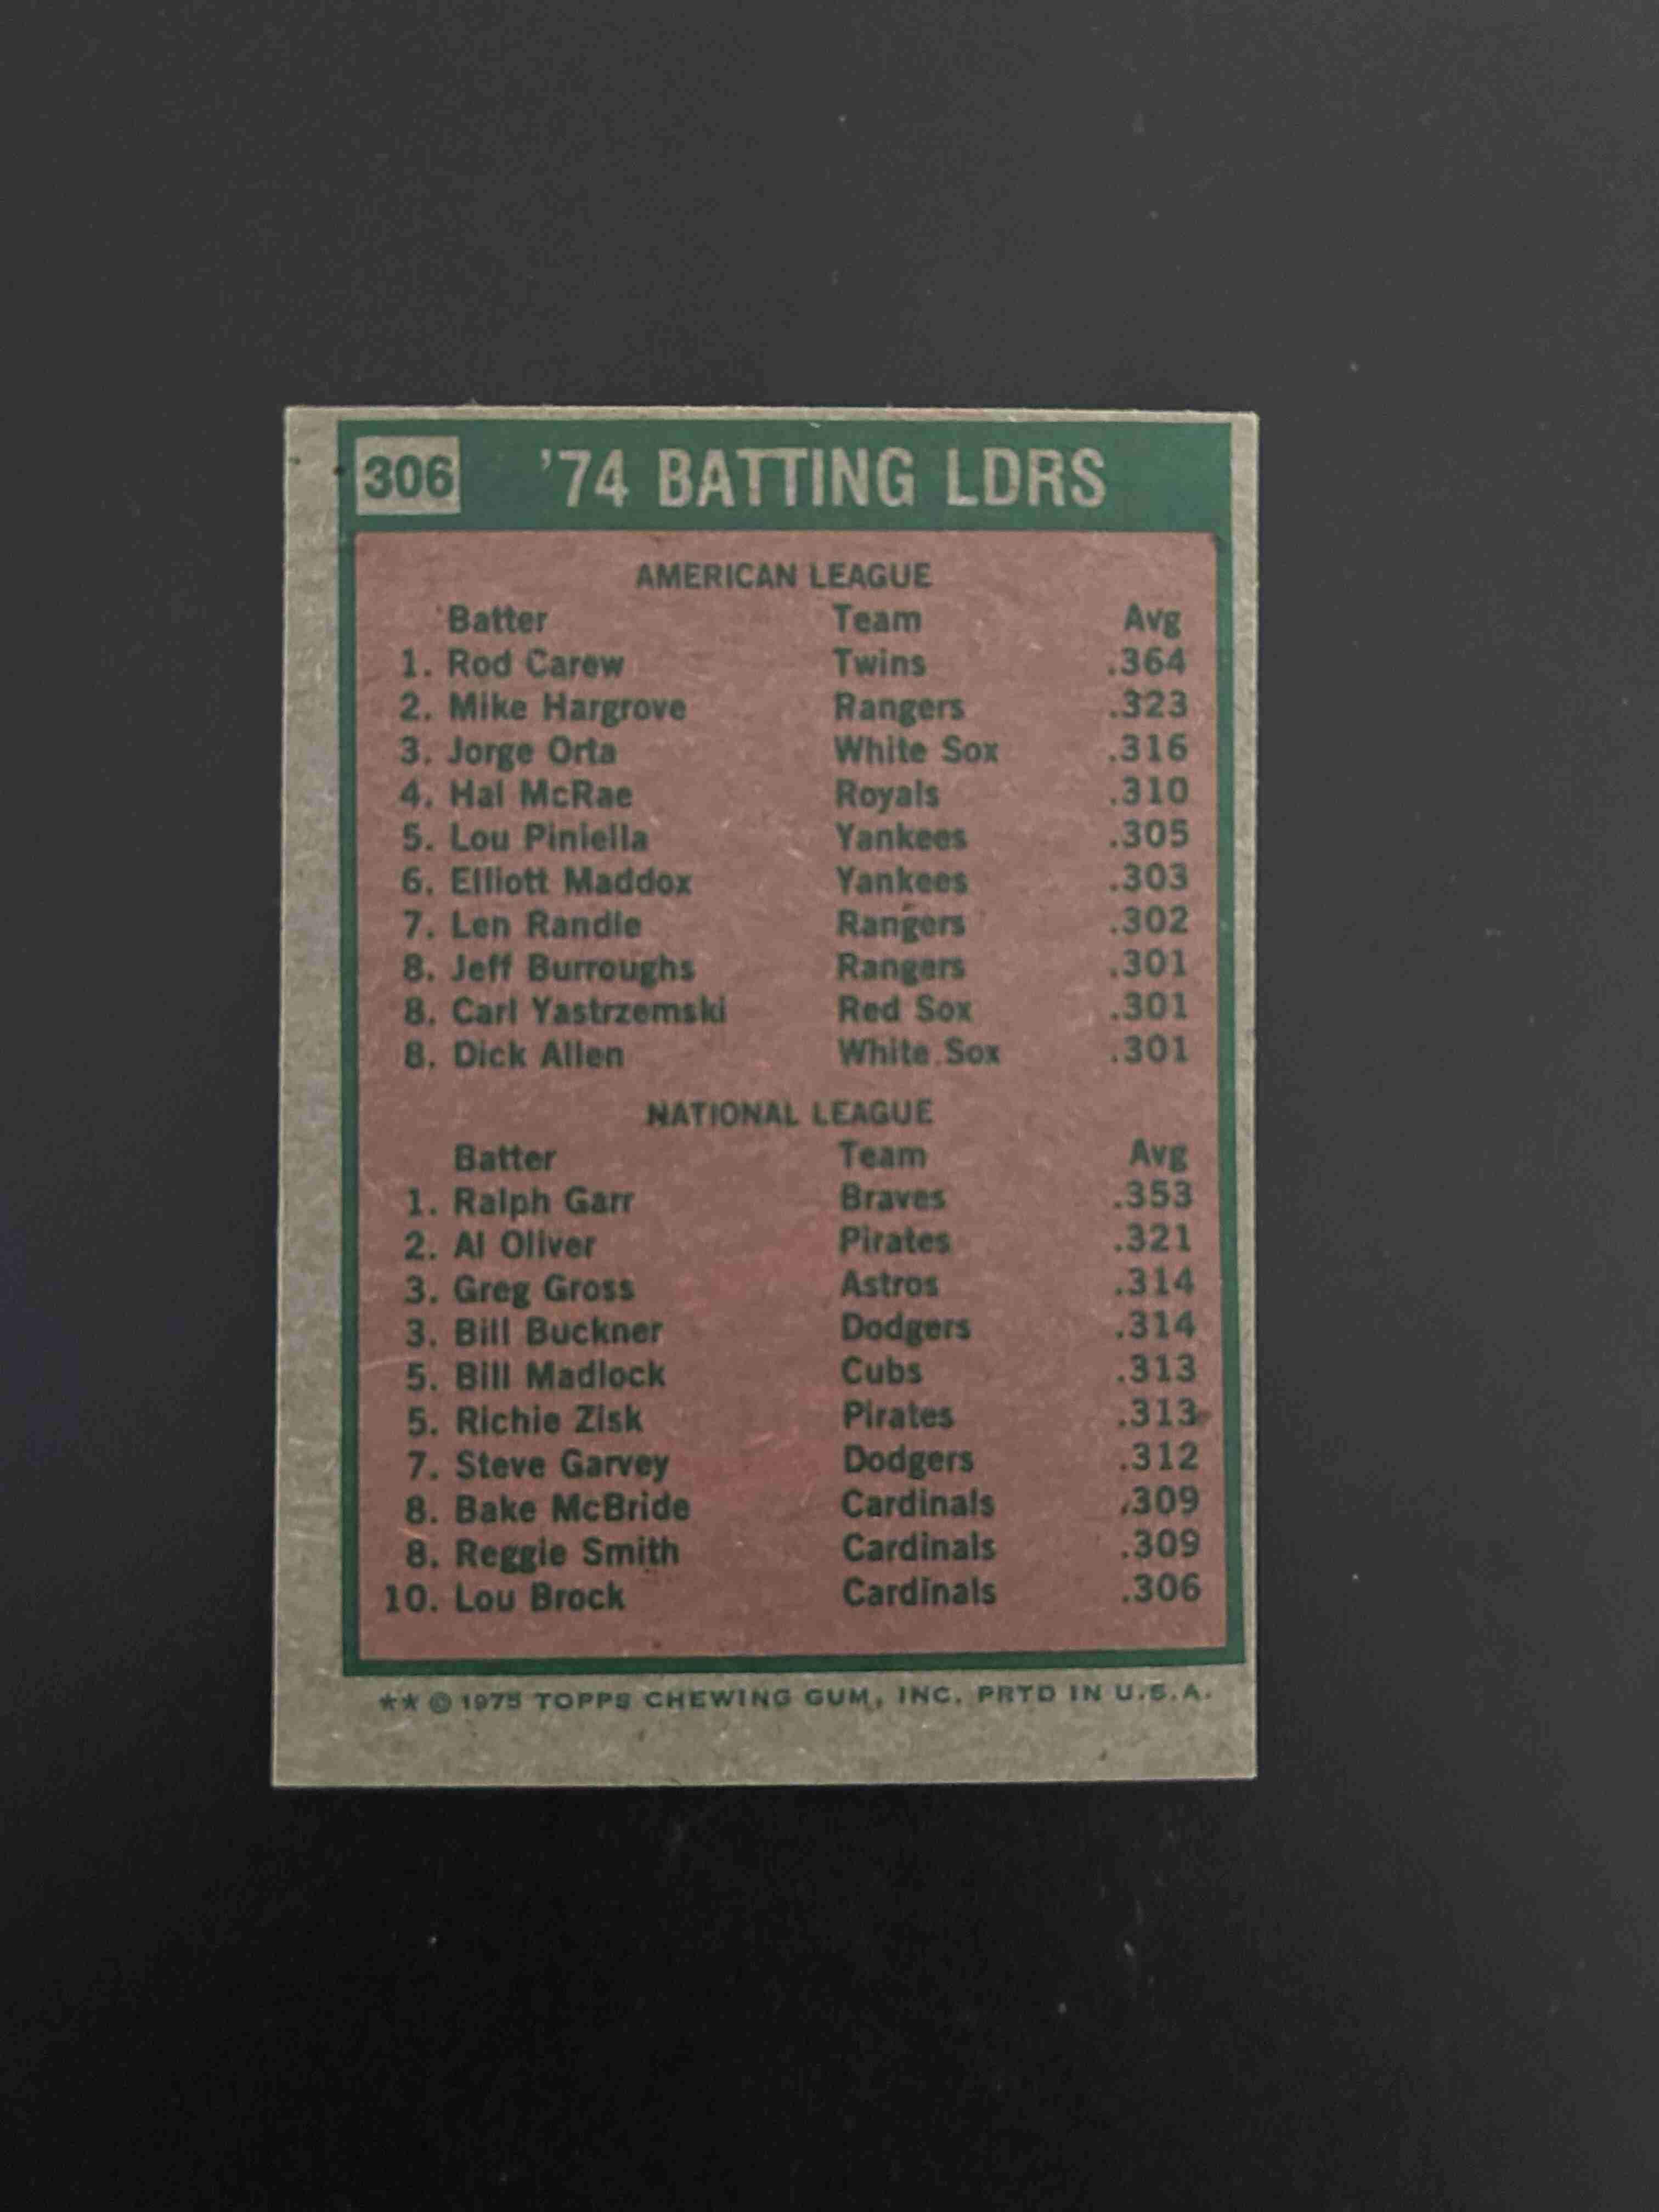 306 '74 BATTING LDRS
AMERICAN LEAGUE
Batter Team Avg
1. Rod Carew Twins .364
2. Mike Hargrove Rangers .323
3. Jorge Orta White Sox .316
4. Hal McRae Royals .310
5. Lou Piniella Yankees .305
6. Elliott Maddox Yankees .303
7. Len Randle Rangers .302
8. Jeff Burroughs Rangers .301
8. Carl Yastrzemski Red Sox .301
8. Dick Allen White Sox .301
NATIONAL LEAGUE
Batter Team Avg
1. Ralph Garr Braves .353
2. Al Oliver Pirates .321
3. Greg Gross Astros .314
3. Bill Buckner Dodgers .314
5. Bill Madlock Cubs .313
5. Richie Zisk Pirates .313
7. Steve Garvey Dodgers .312
8. Bake McBride Cardinals .309
8. Reggie Smith Cardinals .309
10. Lou Brock Cardinals .306
** © 1975 TOPPS CHEWING GUM, INC. PRTD IN U.S.A.